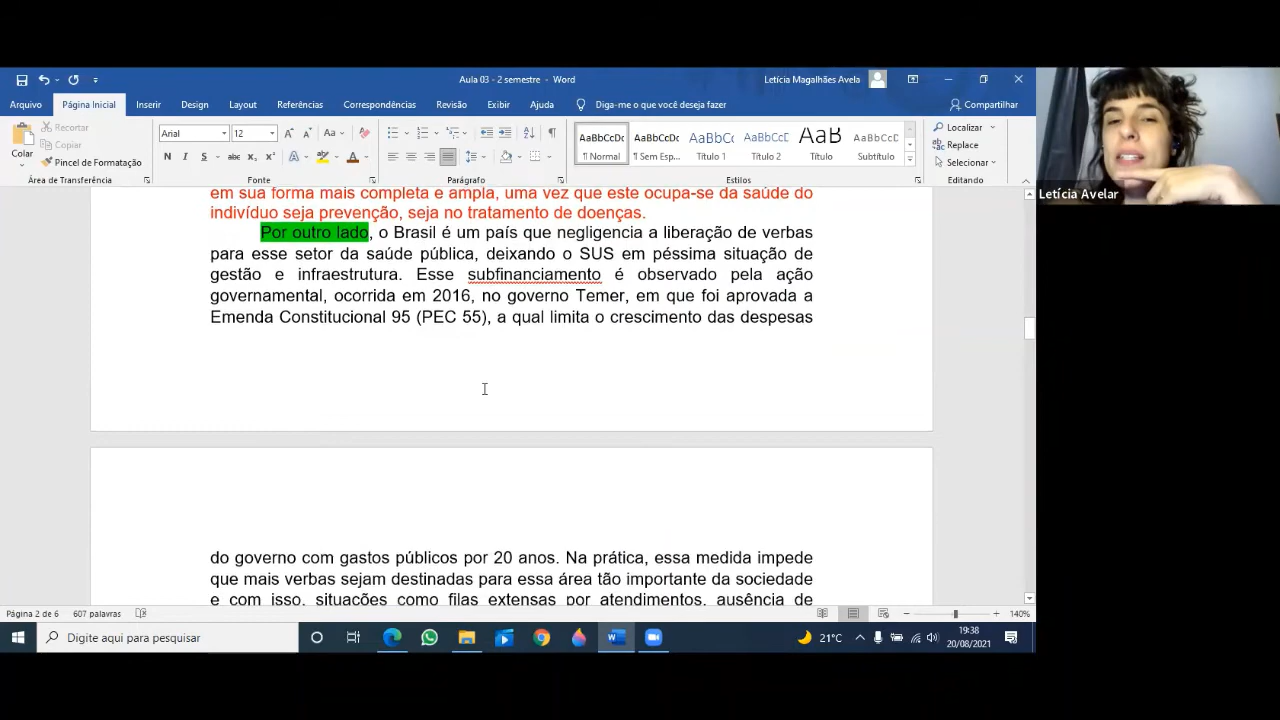 Aula 03 - 2 semestre - Word
Letícia Magalhães Avela
Arquivo Página Inicial Inserir Design Layout Referências Correspondências Revisão Exibir Ajuda Diga-me o que você deseja fazer Compartilhar
Colar
Recortar
Copiar
Pincel de Formatação
Área de Transferência
Arial 12
N I S abc x₂ x²
Fonte
Parágrafo
AaBbCcDc AaBbCcDc AaBbCcI AaBbCcD AaB AaBbCcD
¶ Normal ¶ Sem Esp... Título 1 Título 2 Título Subtítulo
Estilos
Localizar
Replace
Selecionar
Editando
em sua forma mais completa e ampla, uma vez que este ocupa-se da saúde do
indivíduo seja prevenção, seja no tratamento de doenças.
Por outro lado, o Brasil é um país que negligencia a liberação de verbas
para esse setor da saúde pública, deixando o SUS em péssima situação de
gestão e infraestrutura. Esse subfinanciamento é observado pela ação
governamental, ocorrida em 2016, no governo Temer, em que foi aprovada a
Emenda Constitucional 95 (PEC 55), a qual limita o crescimento das despesas
do governo com gastos públicos por 20 anos. Na prática, essa medida impede
que mais verbas sejam destinadas para essa área tão importante da sociedade
e com isso, situações como filas extensas por atendimentos, ausência de
Letícia Avelar
Página 2 de 6 607 palavras 140%
Digite aqui para pesquisar
21°C
19:38
20/08/2021